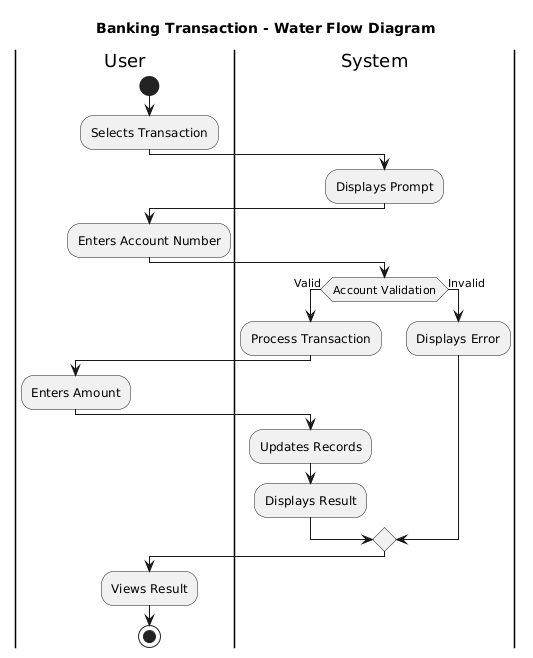 Banking Transaction - Water Flow Diagram
User
System
Selects Transaction
Displays Prompt
Enters Account Number
Valid
Account Validation
Invalid
Process Transaction
Displays Error
Enters Amount
Updates Records
Displays Result
Views Result